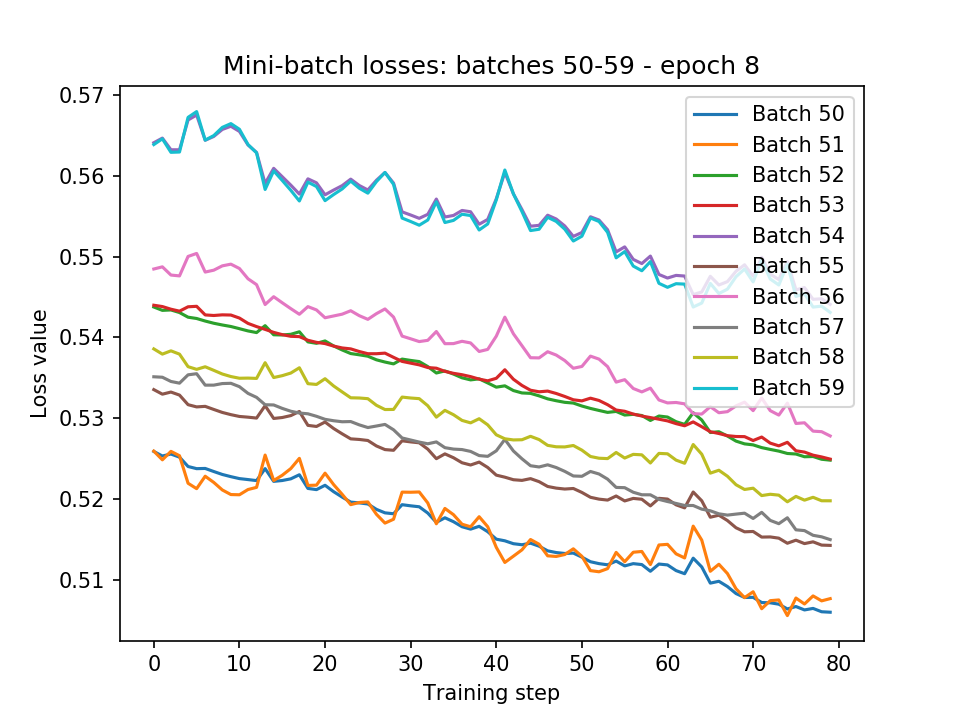 Mini-batch losses: batches 50-59 - epoch 8
0.57
0.56
0.55
0.54
0.53
0.52
0.51
Loss value
0
10
20
30
40
50
60
70
80
Training step
Batch 50
Batch 51
Batch 52
Batch 53
Batch 54
Batch 55
Batch 56
Batch 57
Batch 58
Batch 59